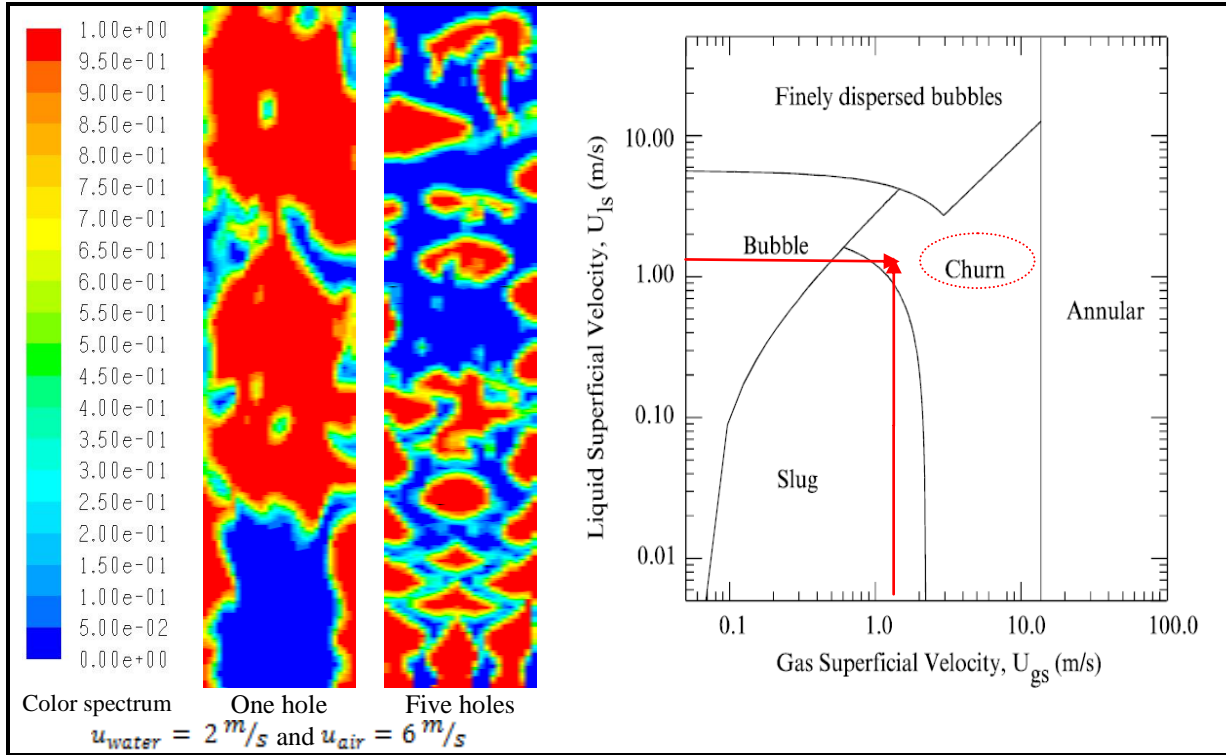 1.00e+00
9.50e-01
9.00e-01
8.50e-01
8.00e-01
7.50e-01
7.00e-01
6.50e-01
6.00e-01
5.50e-01
5.00e-01
4.50e-01
4.00e-01
3.50e-01
3.00e-01
2.50e-01
2.00e-01
1.50e-01
1.00e-01
5.00e-02
0.00e+00
Color spectrum
One hole
Five holes
u_water = 2 m/s and u_air = 6 m/s
Liquid Superficial Velocity, U_ls (m/s)
10.00
1.00
0.10
0.01
Finely dispersed bubbles
Bubble
Churn
Annular
Slug
0.1 1.0 10.0 100.0
Gas Superficial Velocity, U_gs (m/s)